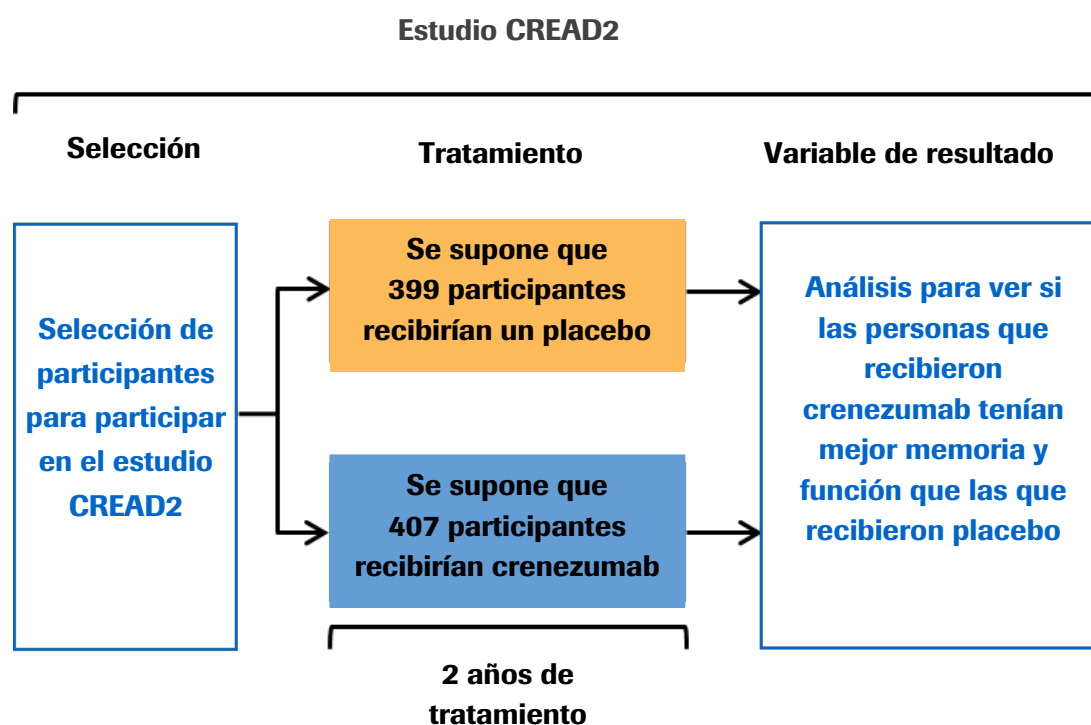 Estudio CREAD2
Selección
Tratamiento
Variable de resultado
Selección de
participantes
para participar
en el estudio
CREAD2
Se supone que
399 participantes
recibirían un placebo
Se supone que
407 participantes
recibirían crenezumab
Análisis para ver si
las personas que
recibieron
crenezumab tenían
mejor memoria y
función que las que
recibieron placebo
2 años de
tratamiento